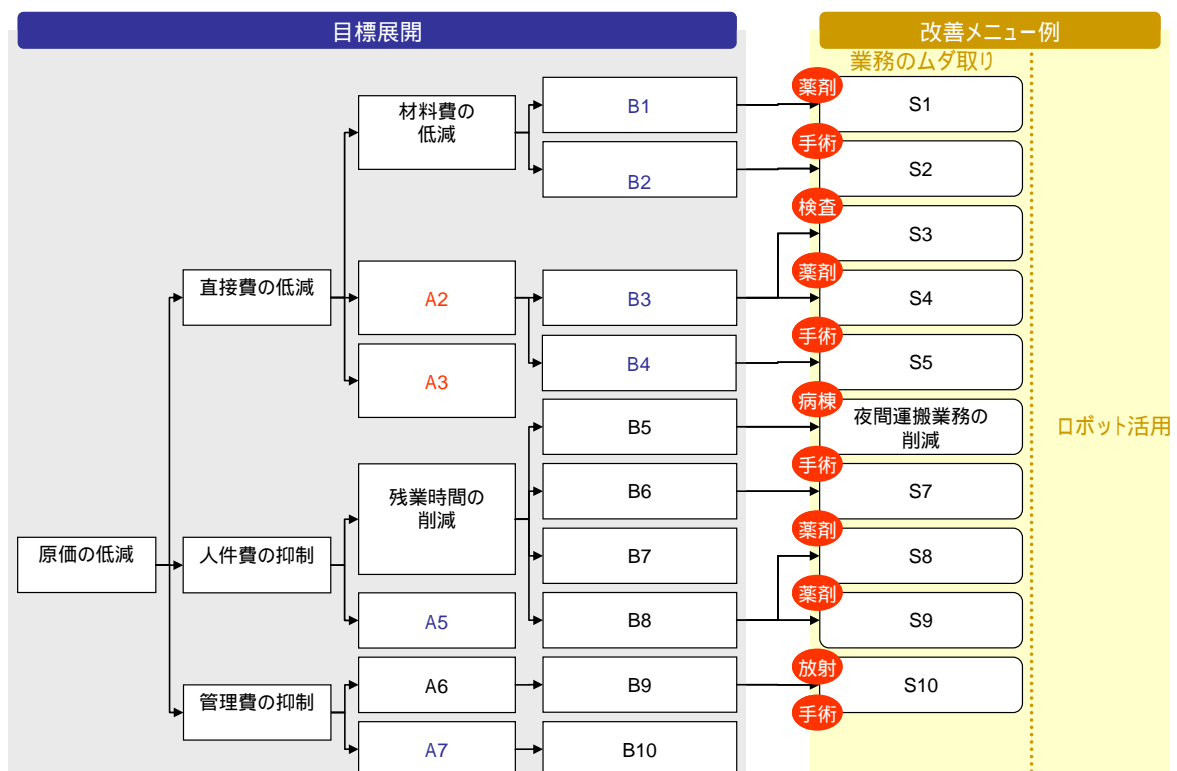 目標展開
改善メニュー例
業務のムダ取り
薬剤
材料費の
低減
B1
S1
手術
B2
S2
検査
S3
薬剤
直接費の低減
A2
B3
S4
手術
A3
B4
S5
病棟
B5
夜間運搬業務の
削減
ロボット活用
手術
残業時間の
削減
B6
S7
薬剤
原価の低減
人件費の抑制
B7
S8
薬剤
A5
B8
S9
放射
管理費の抑制
A6
B9
S10
手術
A7
B10